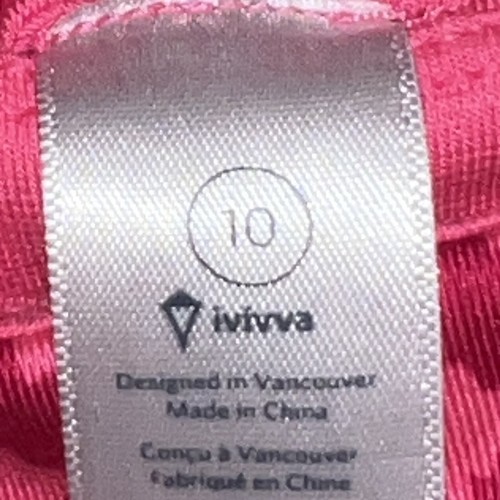 10
ivivva
Designed in Vancouver
Made in China
Conçu à Vancouver
Fabriqué en Chine